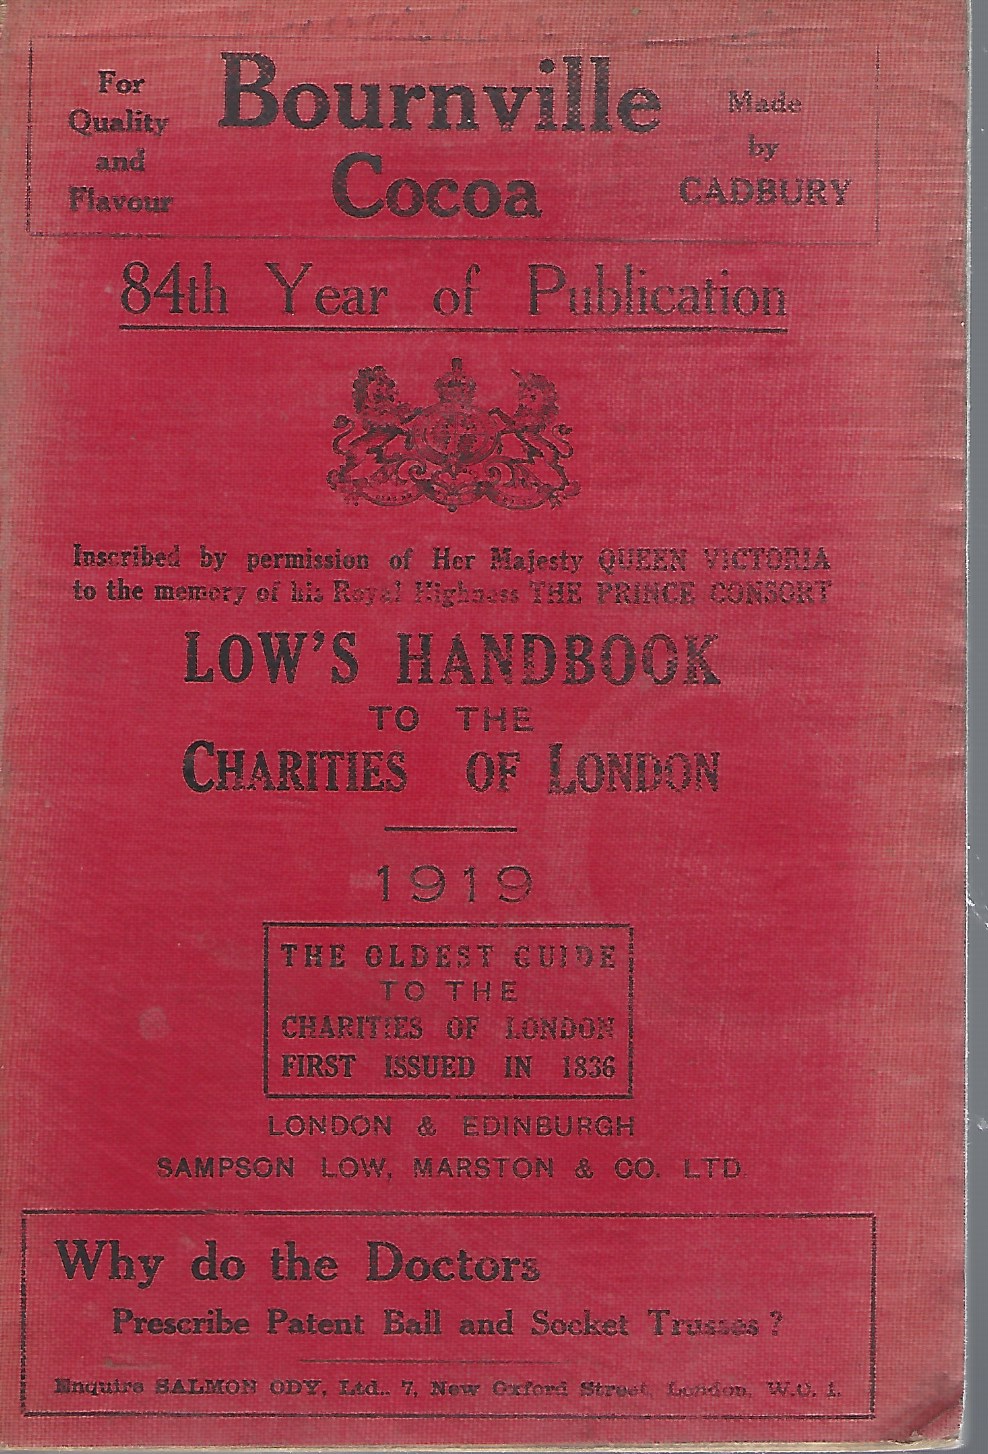 For
Quality
and
Flavour
Bournville
Cocoa
Made
by
CADBURY
84th Year of Publication
Inscribed by permission of Her Majesty QUEEN VICTORIA
to the memory of his Royal Highness THE PRINCE CONSORT
LOW'S HANDBOOK
TO THE
CHARITIES OF LONDON
1919
THE OLDEST GUIDE
TO THE
CHARITIES OF LONDON
FIRST ISSUED IN 1836
LONDON & EDINBURGH
SAMPSON LOW, MARSTON & CO. LTD
Why do the Doctors
Prescribe Patent Ball and Socket Trusses?
Enquire SALMON ODY, Ltd., 7, New Oxford Street, London, W.C. 1.